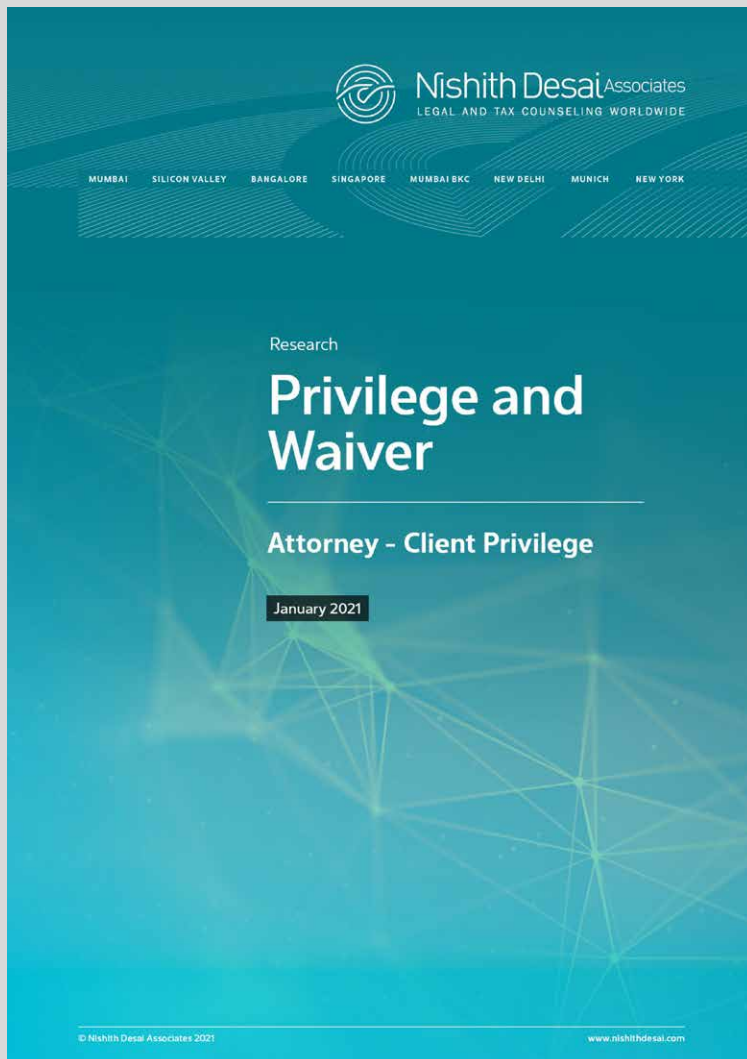 Nishith Desai Associates
LEGAL AND TAX COUNSELING WORLDWIDE
MUMBAI SILICON VALLEY BANGALORE SINGAPORE MUMBAI BKC NEW DELHI MUNICH NEW YORK
Research
Privilege and
Waiver
Attorney - Client Privilege
January 2021
© Nishith Desai Associates 2021 www.nishithdesai.com